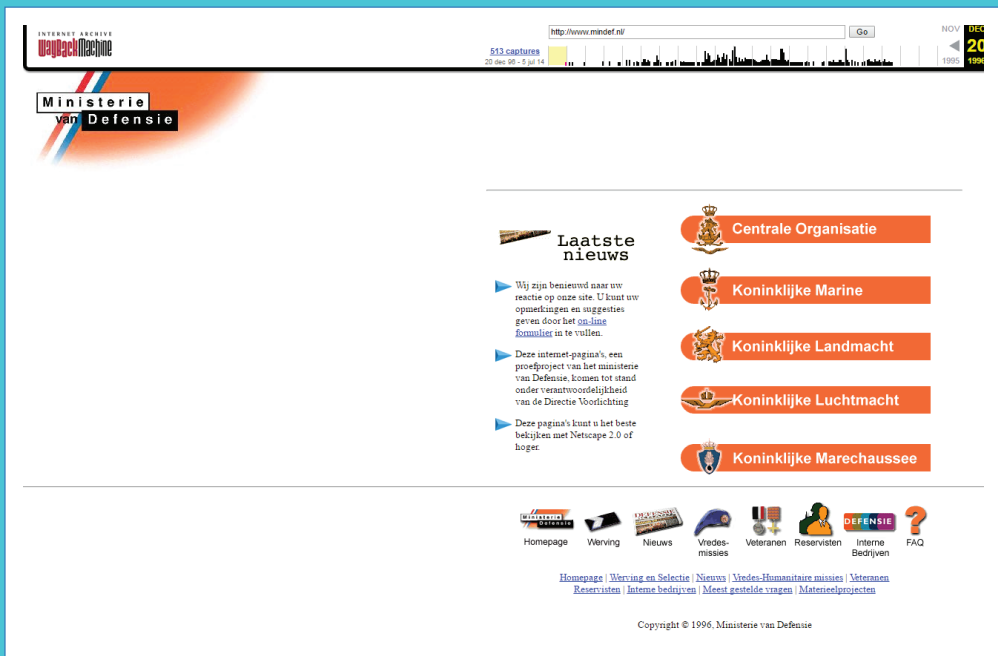 INTERNET ARCHIVE
WayBackMachine
http://www.mindef.nl/
Go
513 captures
20 dec 96 - 5 jul 14
NOV
DEC
20
1995
1996
Ministerie
van Defensie
Laatste
nieuws
Wij zijn benieuwd naar uw
reactie op onze site. U kunt uw
opmerkingen en suggesties
geven door het on-line
formulier in te vullen.
Deze internet-pagina's, een
proefproject van het ministerie
van Defensie, komen tot stand
onder verantwoordelijkheid
van de Directie Voorlichting
Deze pagina's kunt u het beste
bekijken met Netscape 2.0 of
hoger.
Centrale Organisatie
Koninklijke Marine
Koninklijke Landmacht
Koninklijke Luchtmacht
Koninklijke Marechaussee
Ministerie
Defensie
DEFENSIE
DEFENSIE
Homepage
Werving
Nieuws
Vredes-
missies
Veteranen
Reservisten
Interne
Bedrijven
FAQ
Homepage | Werving en Selectie | Nieuws | Vredes-Humanitaire missies | Veteranen
Reservisten | Interne bedrijven | Meest gestelde vragen | Materieelprojecten
Copyright © 1996, Ministerie van Defensie